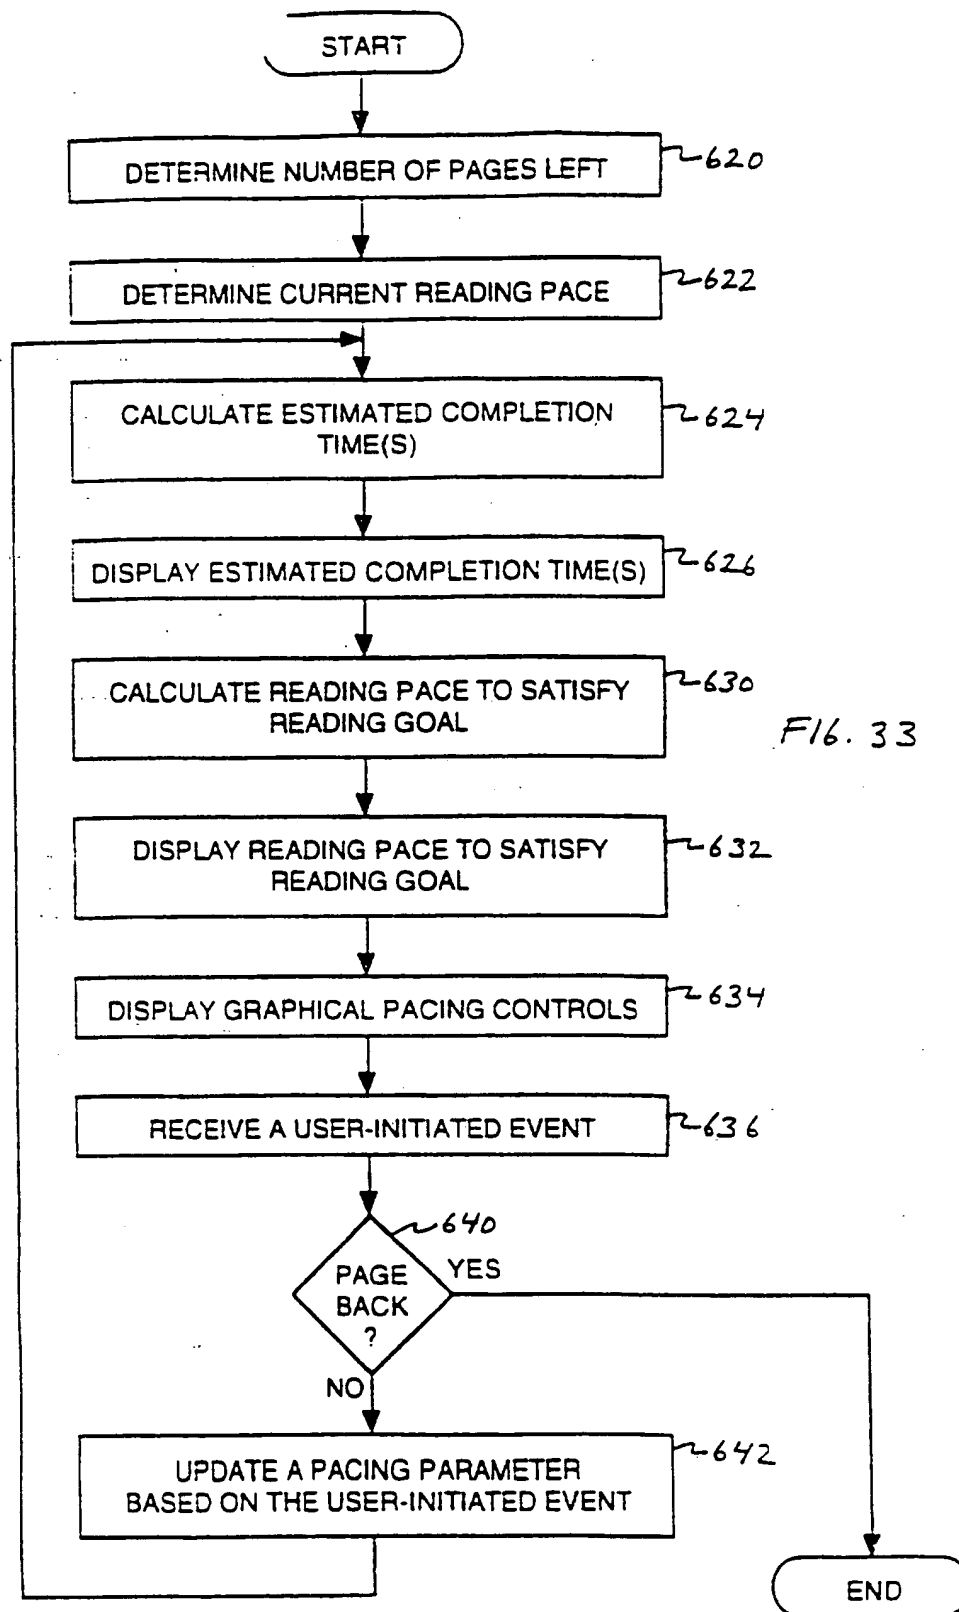 START
DETERMINE NUMBER OF PAGES LEFT
620
DETERMINE CURRENT READING PACE
622
CALCULATE ESTIMATED COMPLETION
TIME(S)
624
DISPLAY ESTIMATED COMPLETION TIME(S)
626
CALCULATE READING PACE TO SATISFY
READING GOAL
630
FIG. 33
DISPLAY READING PACE TO SATISFY
READING GOAL
632
DISPLAY GRAPHICAL PACING CONTROLS
634
RECEIVE A USER-INITIATED EVENT
636
640
PAGE
BACK
?
YES
NO
UPDATE A PACING PARAMETER
BASED ON THE USER-INITIATED EVENT
642
END